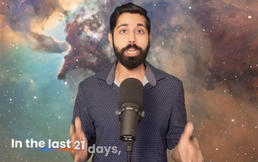 In the last 21 days,